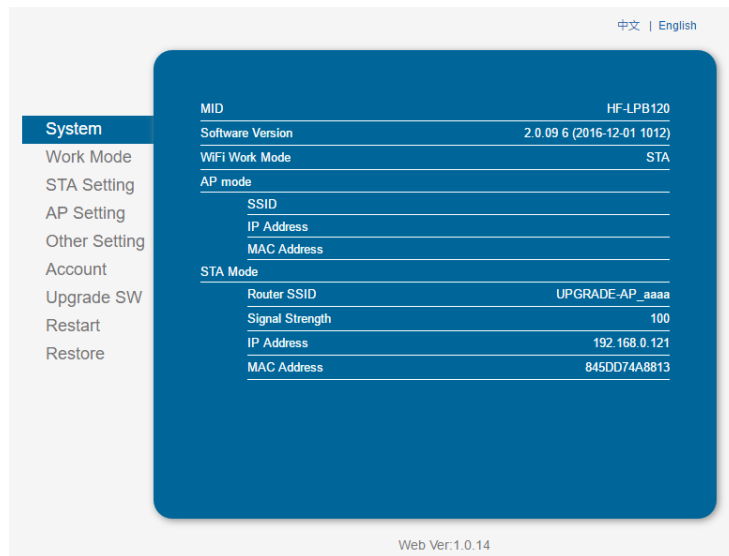 中文 | English
System
Work Mode
STA Setting
AP Setting
Other Setting
Account
Upgrade SW
Restart
Restore
MID HF-LPB120
Software Version 2.0.09 6 (2016-12-01 1012)
WiFi Work Mode STA
AP mode
SSID
IP Address
MAC Address
STA Mode
Router SSID UPGRADE-AP_aaaa
Signal Strength 100
IP Address 192.168.0.121
MAC Address 845DD74A8813
Web Ver:1.0.14